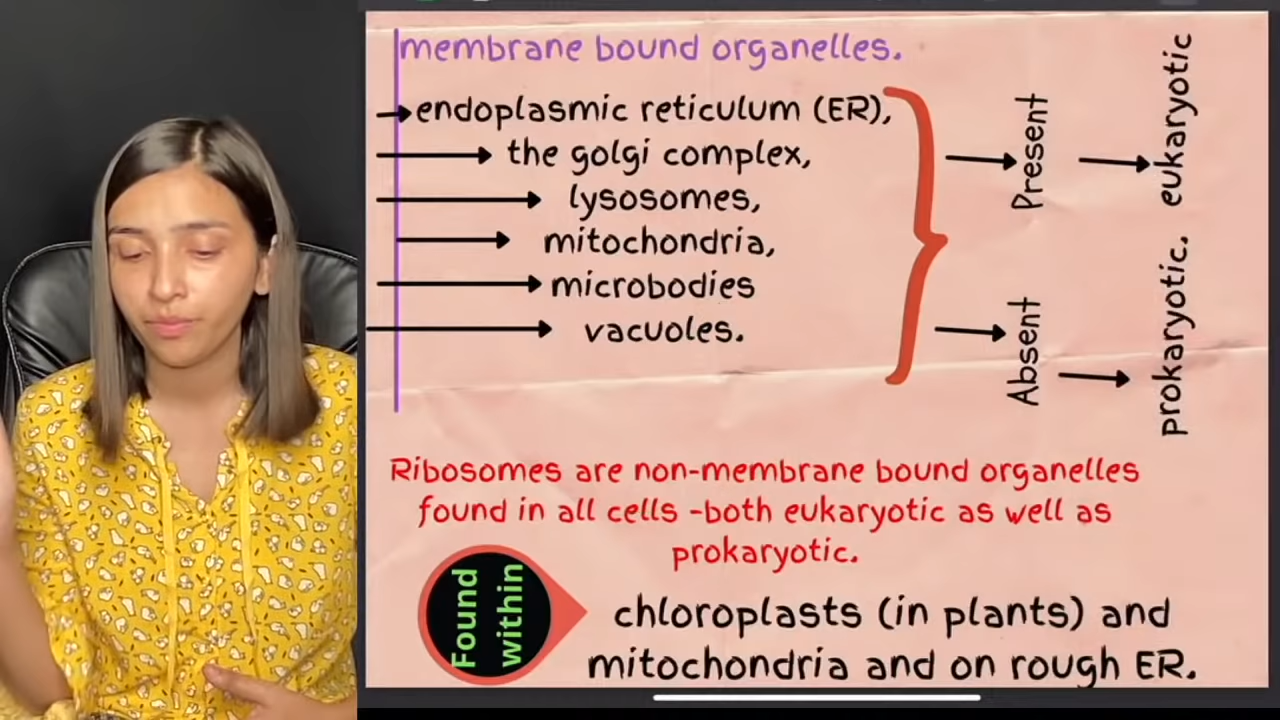 membrane bound organelles.
endoplasmic reticulum (ER),
the golgi complex,
lysosomes,
mitochondria,
microbodies
vacuoles.
Present
eukaryotic
Absent
prokaryotic.
Ribosomes are non-membrane bound organelles
found in all cells -both eukaryotic as well as
prokaryotic.
Found
within
chloroplasts (in plants) and
mitochondria and on rough ER.